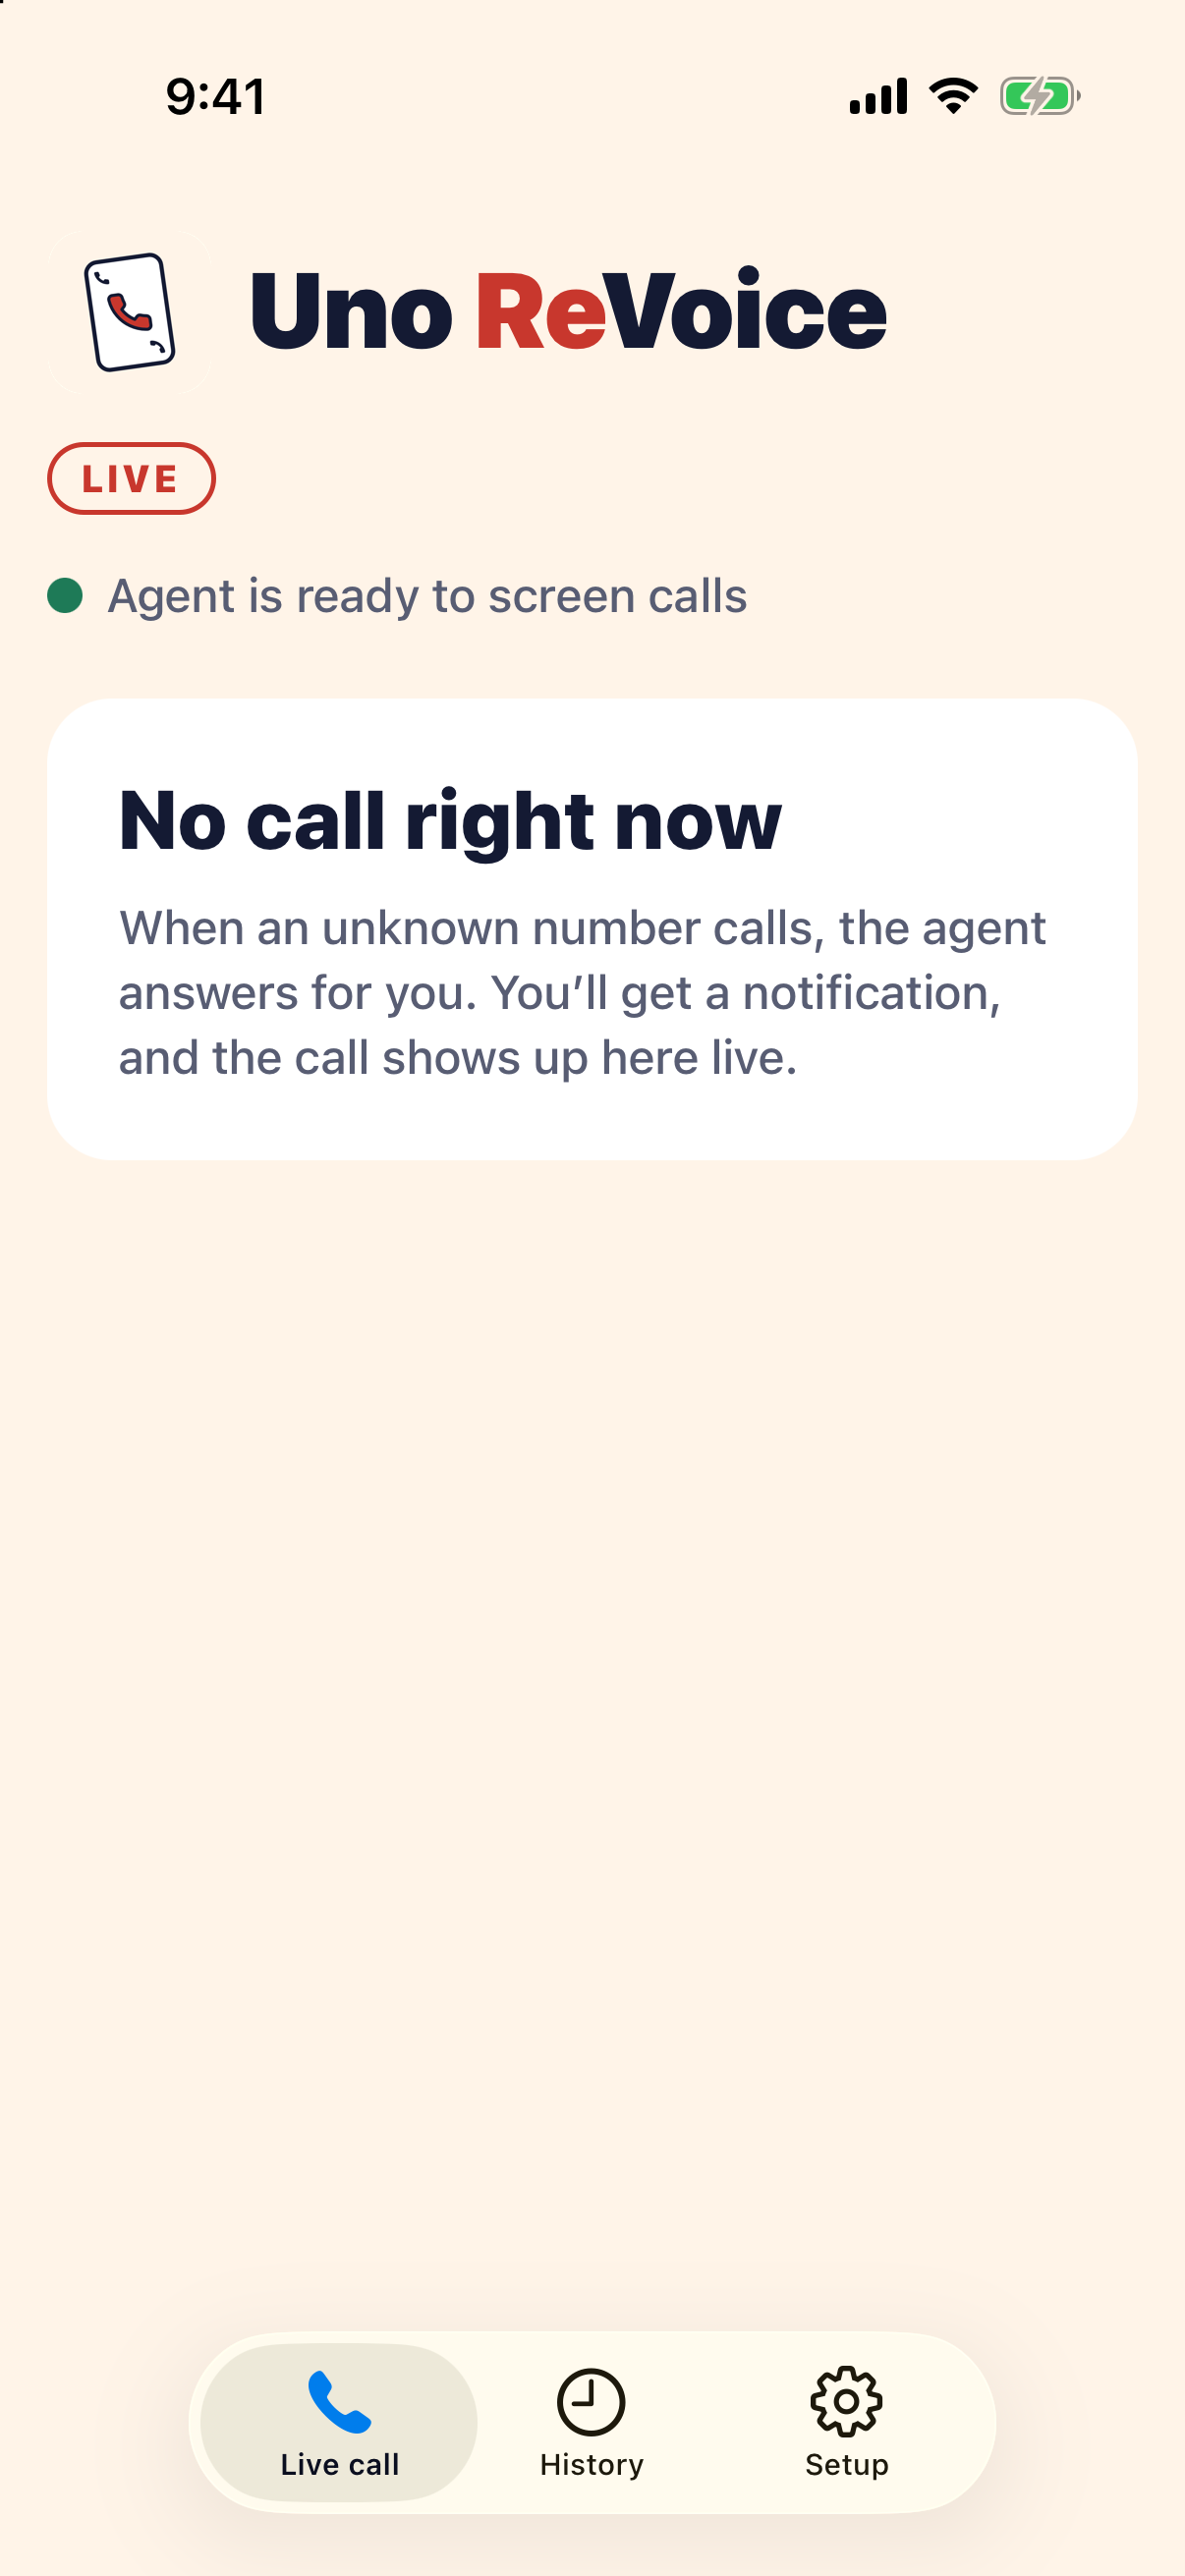 9:41
Uno ReVoice
LIVE
Agent is ready to screen calls
No call right now
When an unknown number calls, the agent
answers for you. You’ll get a notification,
and the call shows up here live.
Live call
History
Setup